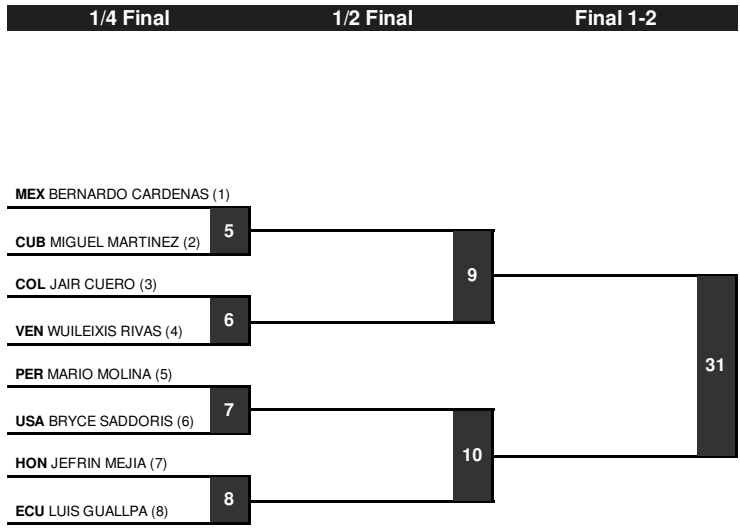 1/4 Final 1/2 Final Final 1-2
MEX BERNARDO CARDENAS (1)
5
CUB MIGUEL MARTINEZ (2)
9
COL JAIR CUERO (3)
6
VEN WUILEIXIS RIVAS (4)
31
PER MARIO MOLINA (5)
7
USA BRYCE SADDORIS (6)
10
HON JEFRIN MEJIA (7)
8
ECU LUIS GUALLPA (8)